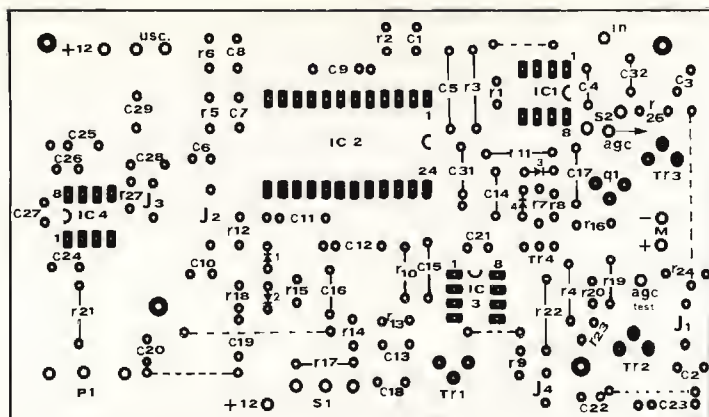 +12
usc.
r6
C8
r2
C1
in
C9
C5
r3
r1
1
IC1
8
C4
C32
C3
C29
r5
C7
IC 2
1
24
S2
r26
agc
C25
C26
C28
C6
r11
3
C17
q1
Tr3
8
IC4
1
C27
r27
J3
J2
C31
C14
4
r7
r8
r12
C11
r16
-
M
+
C24
C10
1
C12
r10
C15
C21
Tr4
1
8
IC
3
r4
r20
r19
agc
test
r24
r21
r18
2
r15
C16
r22
r23
J1
r13
r14
C20
C19
C13
r17
r9
Tr2
P1
+12
S1
C18
Tr1
J4
C22
C23
C2